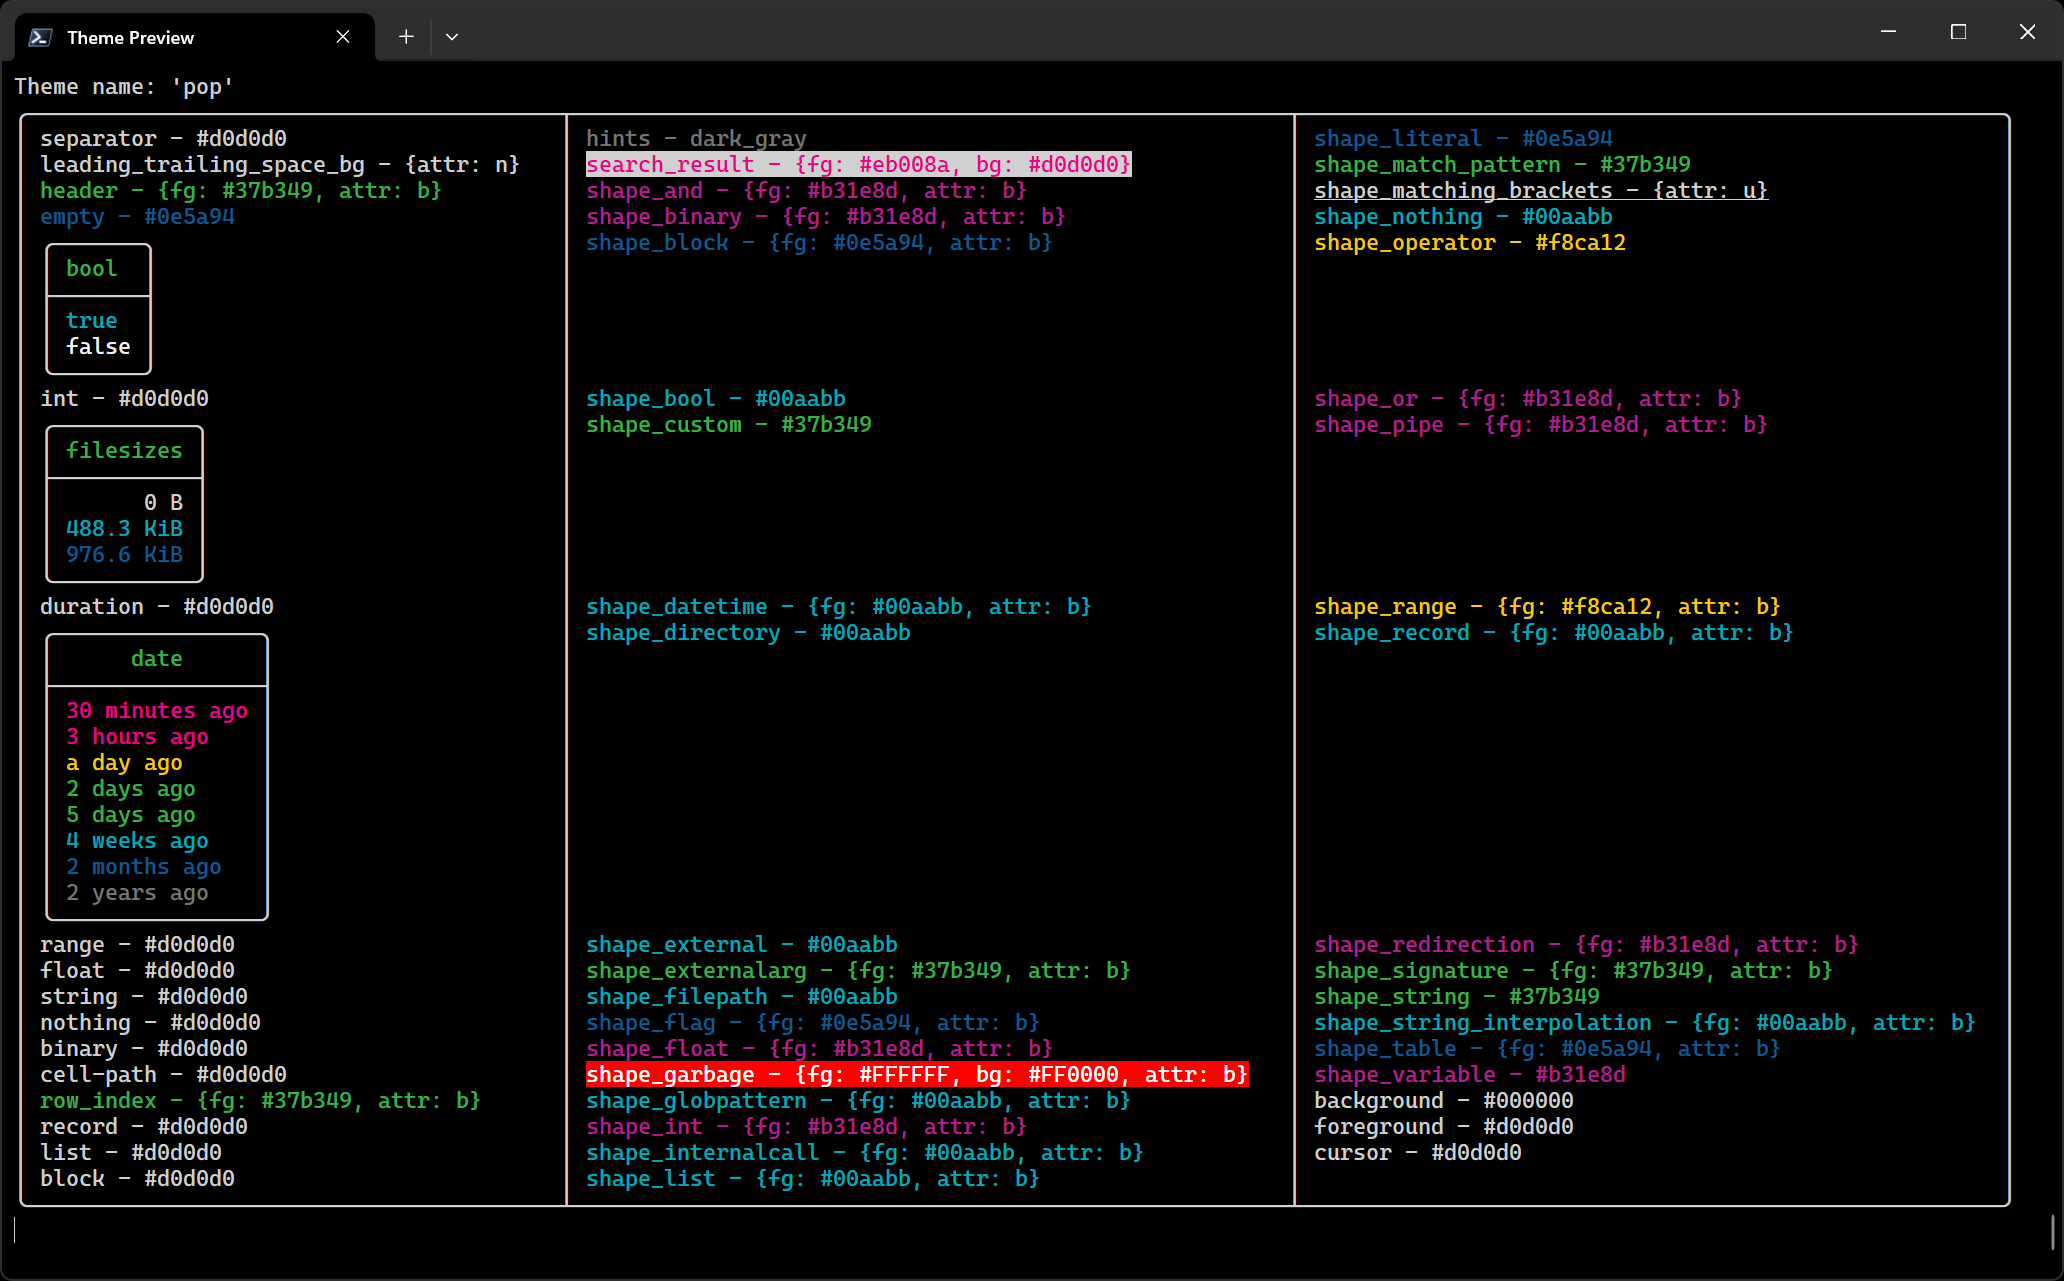 Theme Preview
Theme name: 'pop'
separator - #d0d0d0
leading_trailing_space_bg - {attr: n}
header - {fg: #37b349, attr: b}
empty - #0e5a94
bool
true
false
int - #d0d0d0
filesizes
0 B
488.3 KiB
976.6 KiB
duration - #d0d0d0
date
30 minutes ago
3 hours ago
a day ago
2 days ago
5 days ago
4 weeks ago
2 months ago
2 years ago
range - #d0d0d0
float - #d0d0d0
string - #d0d0d0
nothing - #d0d0d0
binary - #d0d0d0
cell-path - #d0d0d0
row_index - {fg: #37b349, attr: b}
record - #d0d0d0
list - #d0d0d0
block - #d0d0d0
hints - dark_gray
search_result - {fg: #eb008a, bg: #d0d0d0}
shape_and - {fg: #b31e8d, attr: b}
shape_binary - {fg: #b31e8d, attr: b}
shape_block - {fg: #0e5a94, attr: b}
shape_bool - #00aabb
shape_custom - #37b349
shape_datetime - {fg: #00aabb, attr: b}
shape_directory - #00aabb
shape_external - #00aabb
shape_externalarg - {fg: #37b349, attr: b}
shape_filepath - #00aabb
shape_flag - {fg: #0e5a94, attr: b}
shape_float - {fg: #b31e8d, attr: b}
shape_garbage - {fg: #FFFFFF, bg: #FF0000, attr: b}
shape_globpattern - {fg: #00aabb, attr: b}
shape_int - {fg: #b31e8d, attr: b}
shape_internalcall - {fg: #00aabb, attr: b}
shape_list - {fg: #00aabb, attr: b}
shape_literal - #0e5a94
shape_match_pattern - #37b349
shape_matching_brackets - {attr: u}
shape_nothing - #00aabb
shape_operator - #f8ca12
shape_or - {fg: #b31e8d, attr: b}
shape_pipe - {fg: #b31e8d, attr: b}
shape_range - {fg: #f8ca12, attr: b}
shape_record - {fg: #00aabb, attr: b}
shape_redirection - {fg: #b31e8d, attr: b}
shape_signature - {fg: #37b349, attr: b}
shape_string - #37b349
shape_string_interpolation - {fg: #00aabb, attr: b}
shape_table - {fg: #0e5a94, attr: b}
shape_variable - #b31e8d
background - #000000
foreground - #d0d0d0
cursor - #d0d0d0